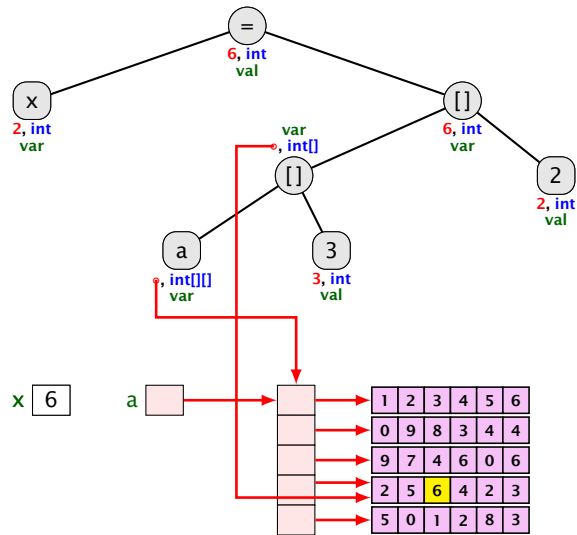 =
6, int
val
x
2, int
var
[]
6, int
var
var
, int[]
[]
2
2, int
val
a
, int[][]
var
3
3, int
val
x 6
a
1 2 3 4 5 6
0 9 8 3 4 4
9 7 4 6 0 6
2 5 6 4 2 3
5 0 1 2 8 3